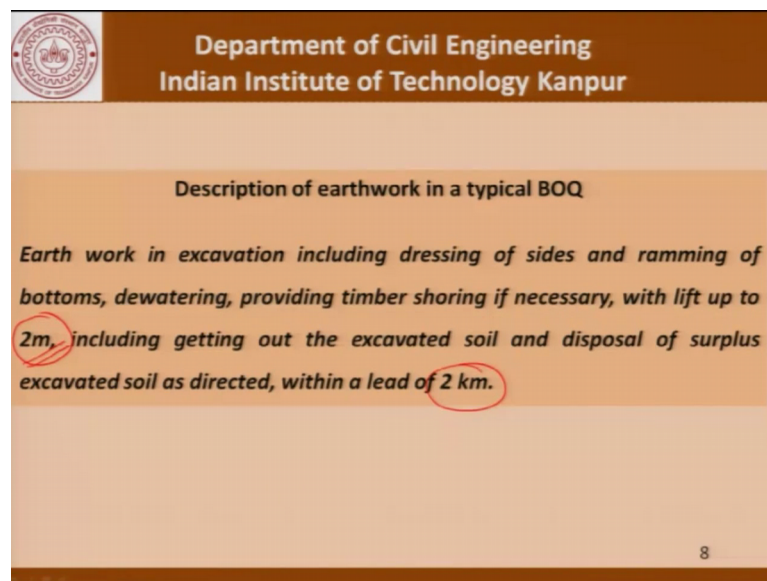 Department of Civil Engineering
Indian Institute of Technology Kanpur
Description of earthwork in a typical BOQ
Earth work in excavation including dressing of sides and ramming of
bottoms, dewatering, providing timber shoring if necessary, with lift up to
2m, including getting out the excavated soil and disposal of surplus
excavated soil as directed, within a lead of 2 km.
8